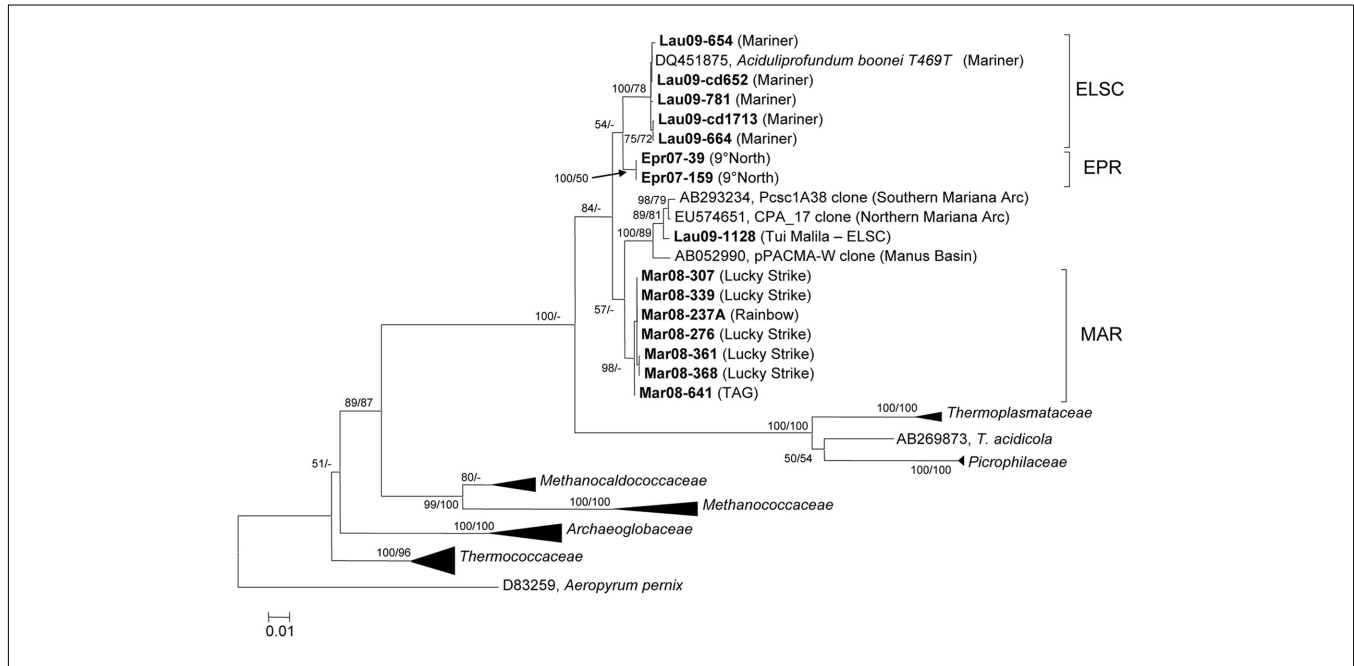 Lau09-654 (Mariner)
DQ451875, Aciduliprofundum boonei T469T (Mariner)
Lau09-cd652 (Mariner)
100/78
ELSC
Lau09-781 (Mariner)
Lau09-cd1713 (Mariner)
54/-
75/72
Lau09-664 (Mariner)
Epr07-39 (9°North)
EPR
100/50
Epr07-159 (9°North)
98/79
AB293234, Pcsc1A38 clone (Southern Mariana Arc)
84/-
89/81
EU574651, CPA_17 clone (Northern Mariana Arc)
100/89
Lau09-1128 (Tui Malila – ELSC)
AB052990, pPACMA-W clone (Manus Basin)
Mar08-307 (Lucky Strike)
Mar08-339 (Lucky Strike)
57/-
100/-
Mar08-237A (Rainbow)
Mar08-276 (Lucky Strike)
MAR
Mar08-361 (Lucky Strike)
98/-
Mar08-368 (Lucky Strike)
Mar08-641 (TAG)
89/87
100/100
Thermoplasmataceae
100/100
AB269873, T. acidicola
50/54
100/100
Picrophilaceae
51/-
80/-
Methanocaldococcaceae
99/100
100/100
Methanococcaceae
100/100
Archaeoglobaceae
100/96
Thermococcaceae
D83259, Aeropyrum pernix
0.01